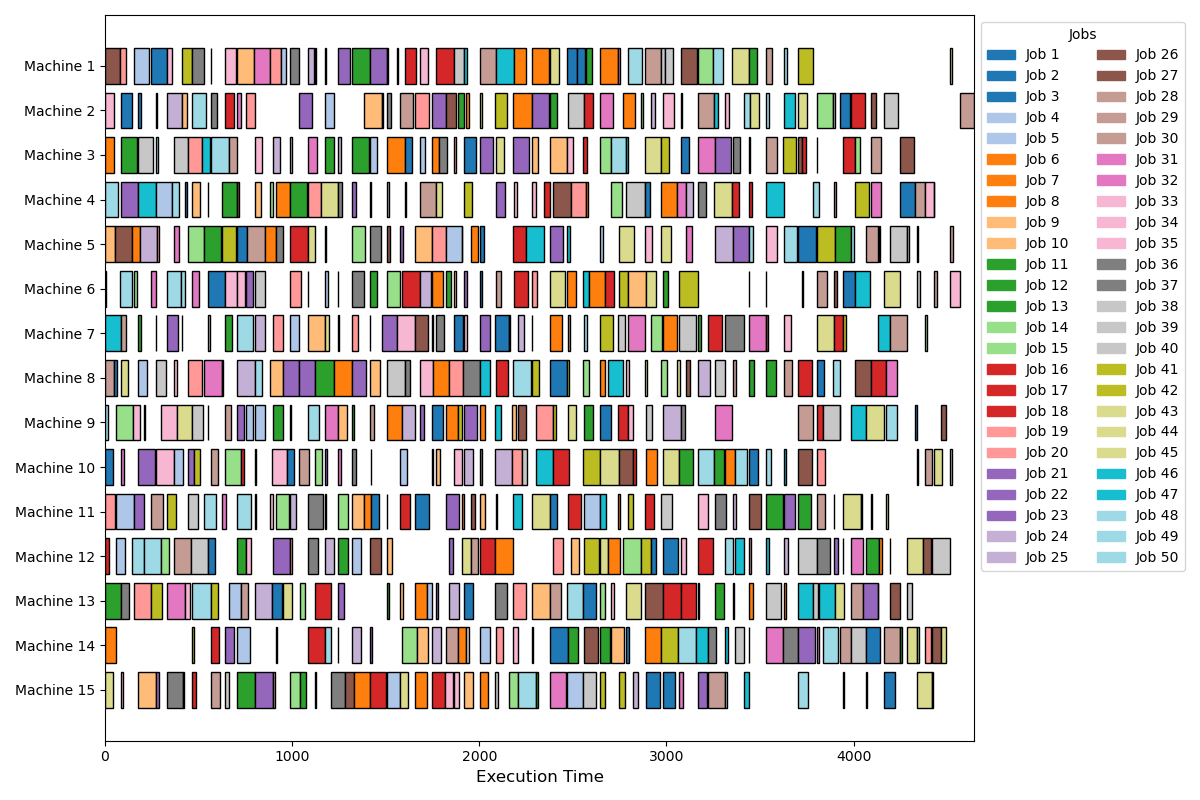 Machine 1
Machine 2
Machine 3
Machine 4
Machine 5
Machine 6
Machine 7
Machine 8
Machine 9
Machine 10
Machine 11
Machine 12
Machine 13
Machine 14
Machine 15
0 1000 2000 3000 4000
Execution Time
Jobs
Job 1 Job 26
Job 2 Job 27
Job 3 Job 28
Job 4 Job 29
Job 5 Job 30
Job 6 Job 31
Job 7 Job 32
Job 8 Job 33
Job 9 Job 34
Job 10 Job 35
Job 11 Job 36
Job 12 Job 37
Job 13 Job 38
Job 14 Job 39
Job 15 Job 40
Job 16 Job 41
Job 17 Job 42
Job 18 Job 43
Job 19 Job 44
Job 20 Job 45
Job 21 Job 46
Job 22 Job 47
Job 23 Job 48
Job 24 Job 49
Job 25 Job 50